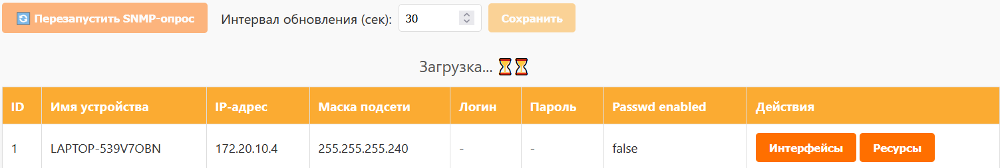 🔄 Перезапустить SNMP-опрос Интервал обновления (сек): 30 Сохранить
Загрузка... ⏳⏳
ID Имя устройства IP-адрес Маска подсети Логин Пароль Passwd enabled Действия
1 LAPTOP-539V7OBN 172.20.10.4 255.255.255.240 - - false Интерфейсы Ресурсы